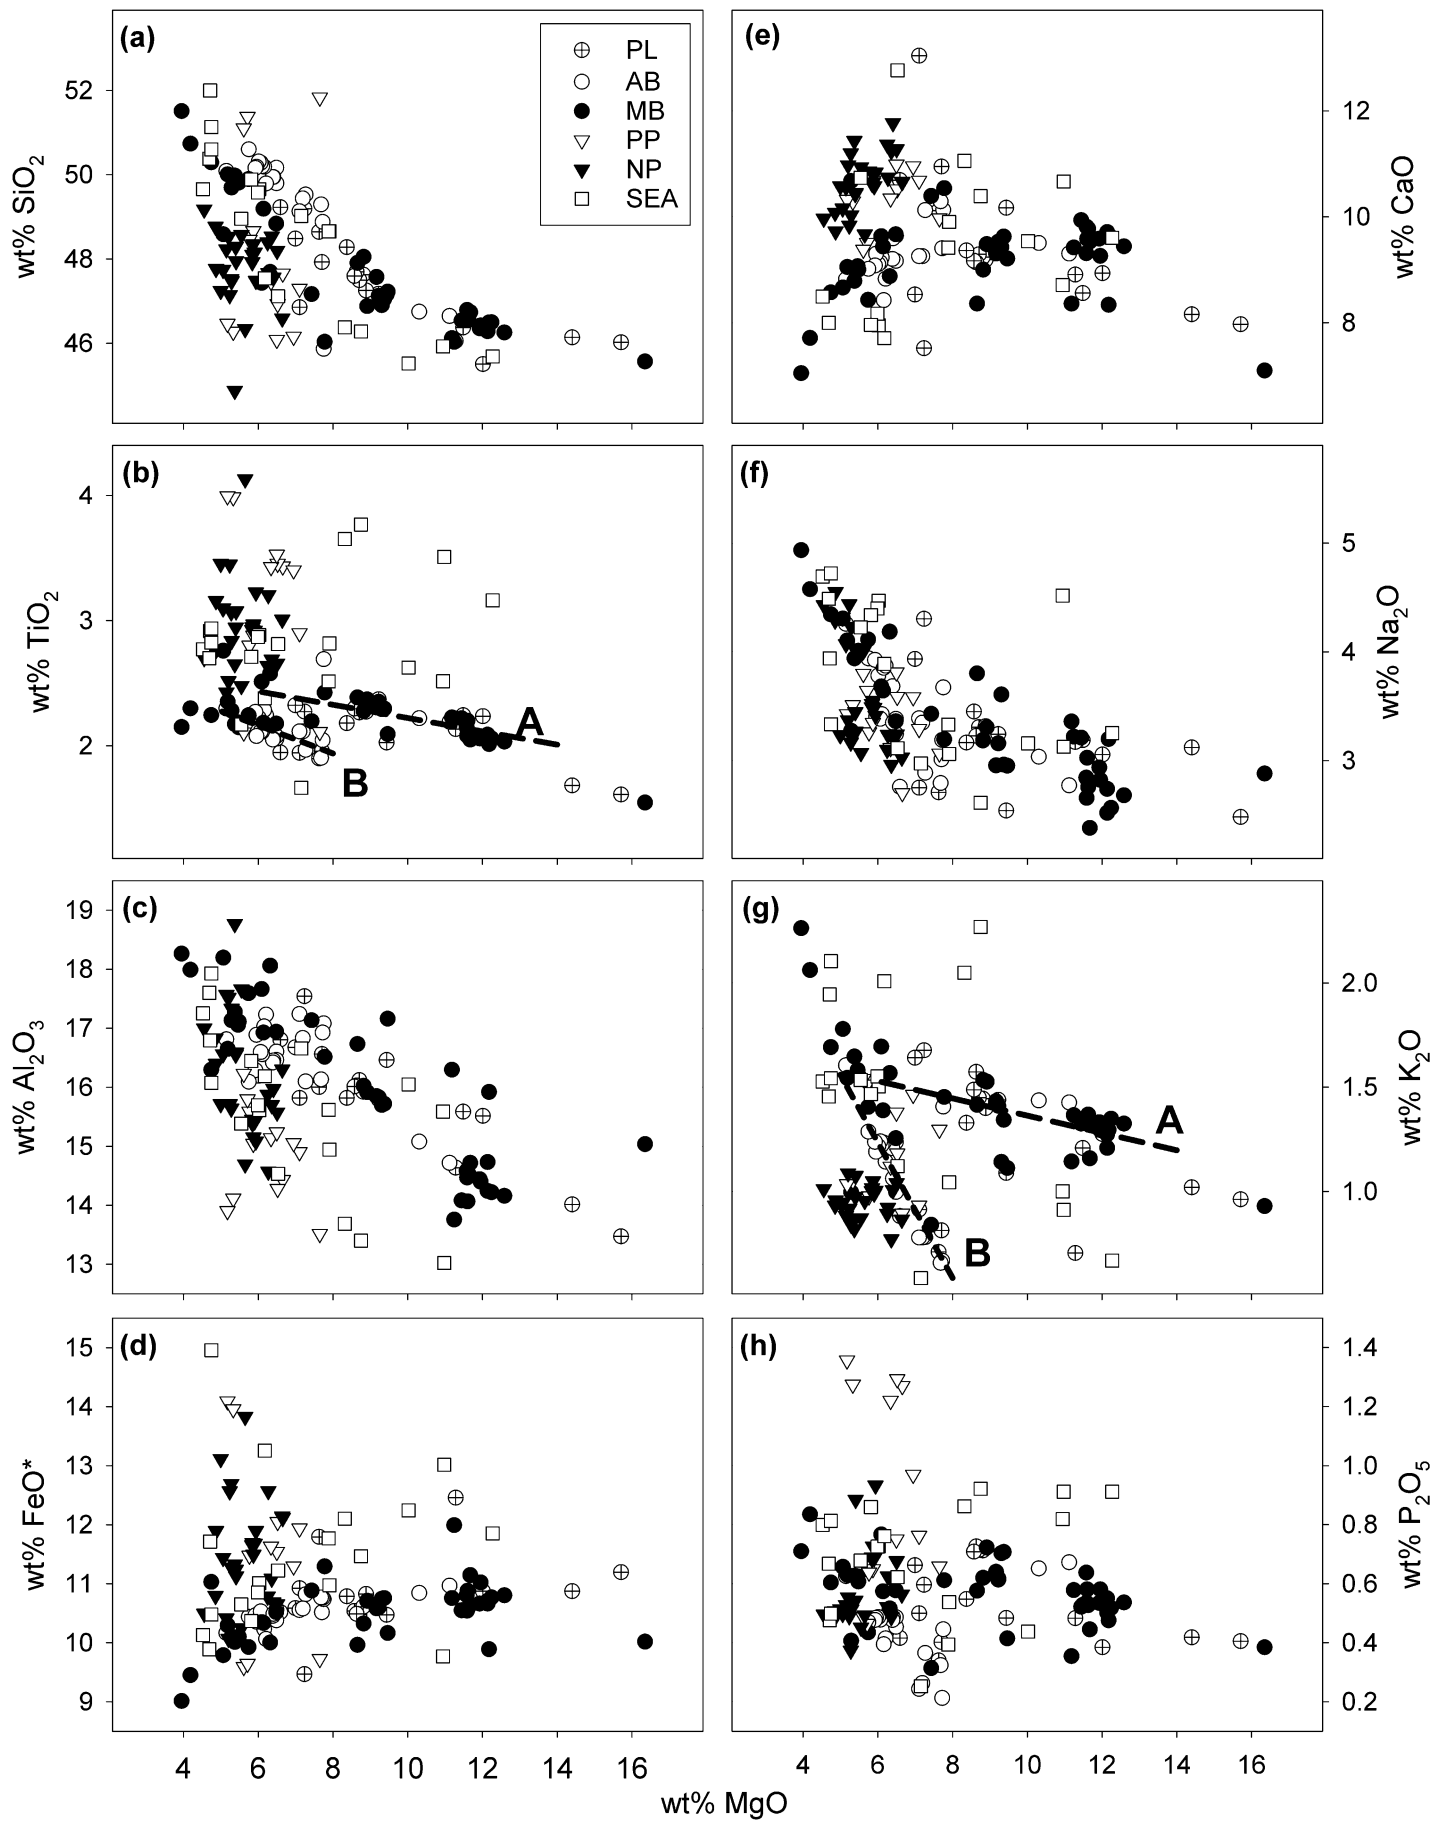 (a)
PL
AB
MB
PP
NP
SEA
52
50
48
46
wt% SiO2
(e)
12
10
8
wt% CaO
(b)
4
3
2
wt% TiO2
A
B
(f)
5
4
3
wt% Na2O
(c)
19
18
17
16
15
14
13
wt% Al2O3
(g)
2.0
1.5
1.0
wt% K2O
A
B
(d)
15
14
13
12
11
10
9
wt% FeO*
4 6 8 10 12 14 16
(h)
1.4
1.2
1.0
0.8
0.6
0.4
0.2
wt% P2O5
4 6 8 10 12 14 16
wt% MgO